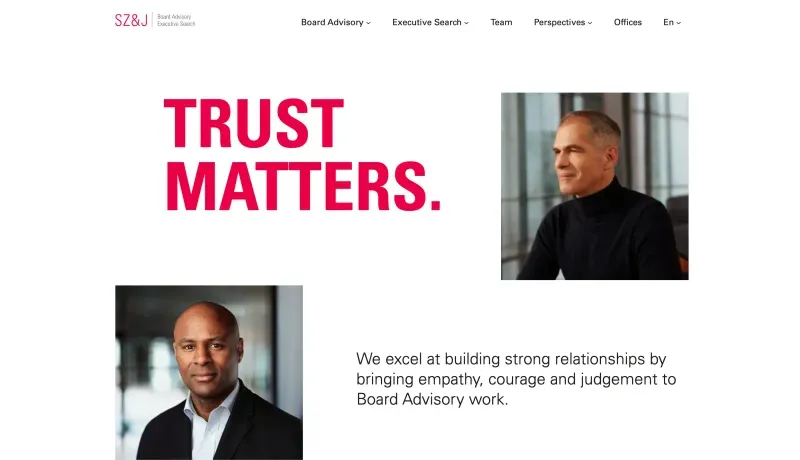 SZ&J
Board Advisory
Executive Search
Board Advisory
Executive Search
Team
Perspectives
Offices
En
TRUST
MATTERS.
We excel at building strong relationships by
bringing empathy, courage and judgement to
Board Advisory work.